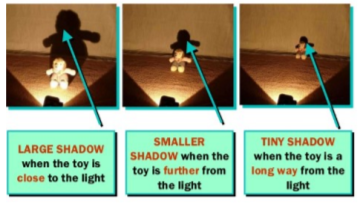 LARGE SHADOW
when the toy is
close to the light
SMALLER
SHADOW when the
toy is further from
the light
TINY SHADOW
when the toy is a
long way from the
light